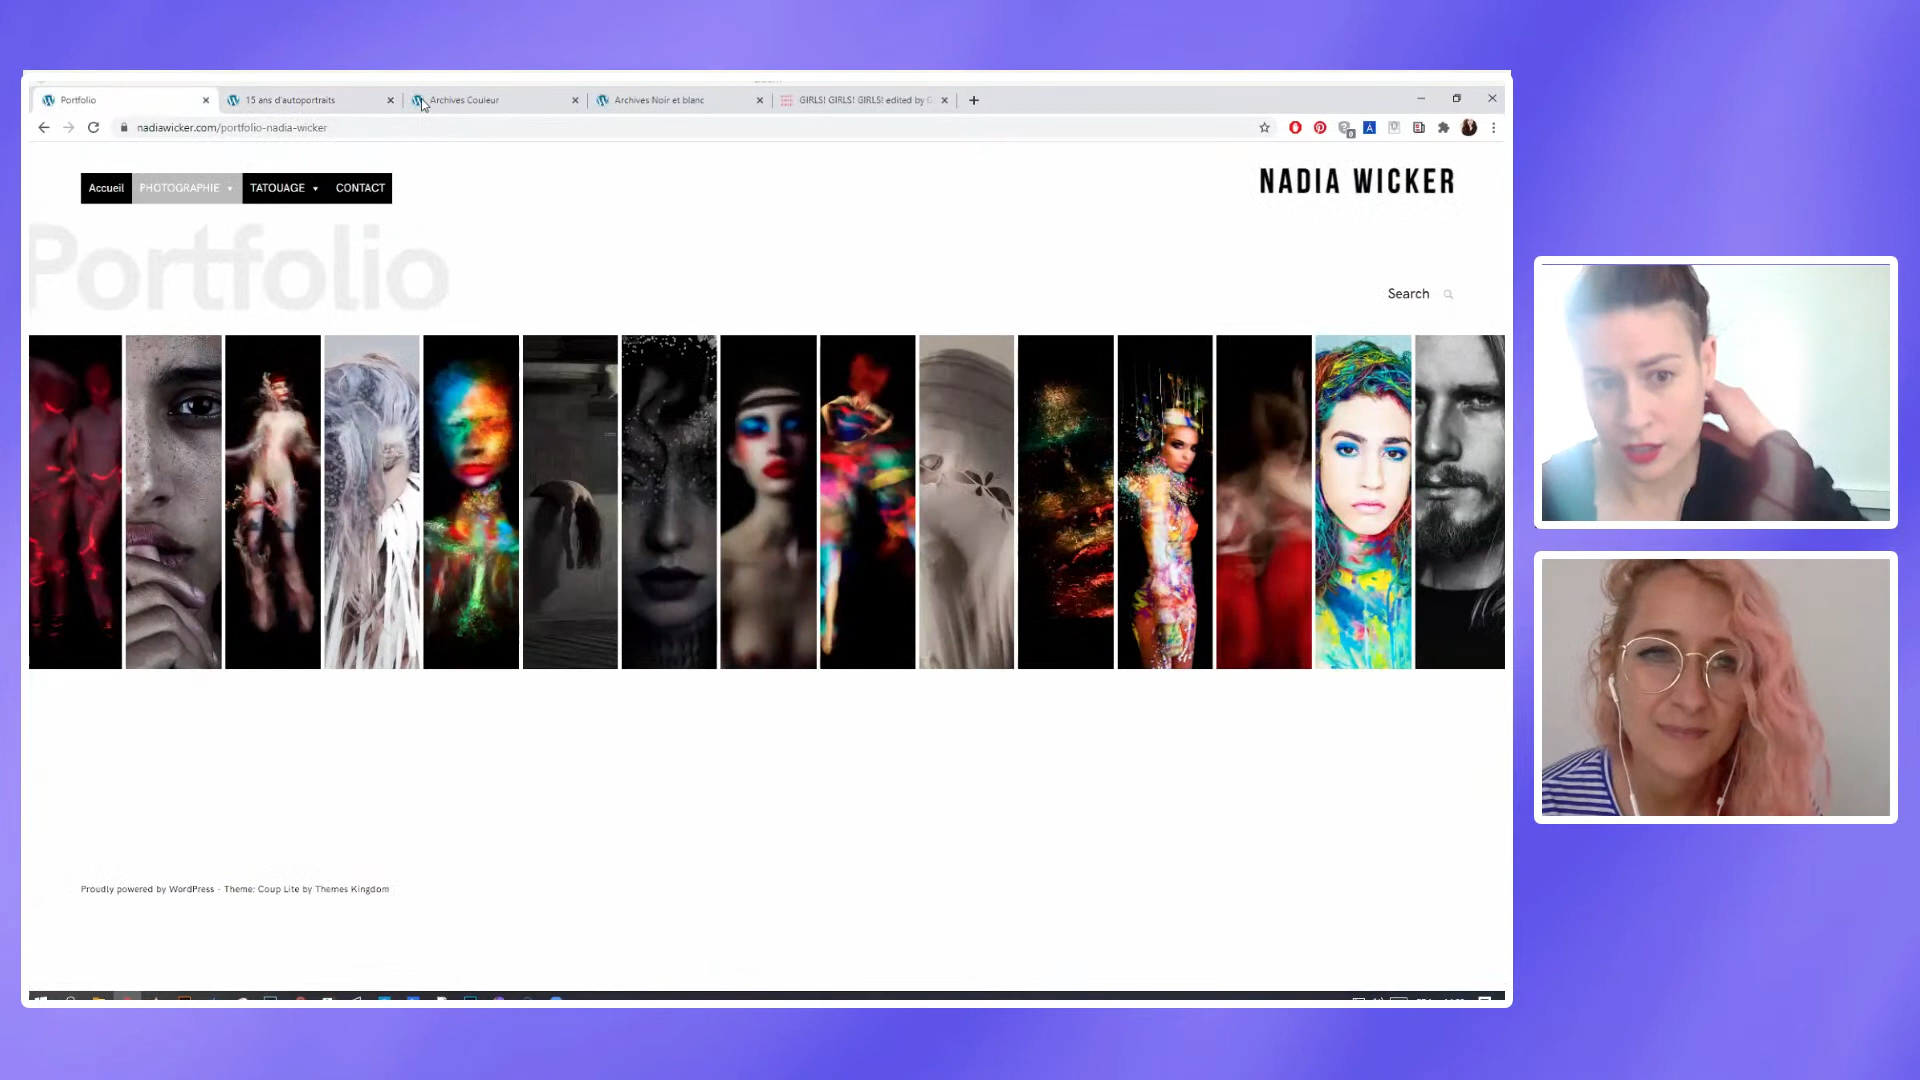 Portfolio
15 ans d'autoportraits
Archives Couleur
Archives Noir et blanc
GIRLS! GIRLS! GIRLS! edited by
nadiawicker.com/portfolio-nadia-wicker
Accueil
PHOTOGRAPHIE
TATOUAGE
CONTACT
NADIA WICKER
Portfolio
Search
Proudly powered by WordPress - Theme: Coup Lite by Themes Kingdom